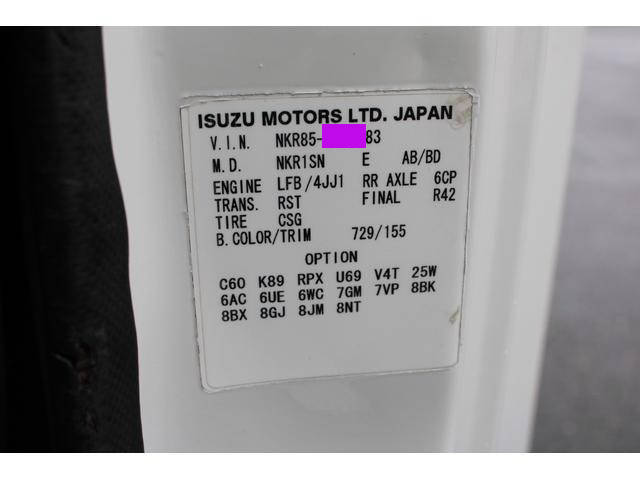 ISUZU MOTORS LTD. JAPAN
V.I.N. NKR85- 83
M.D. NKR1SN E AB/BD
ENGINE LFB/4JJ1 RR AXLE 6CP
TRANS. RST FINAL R42
TIRE CSG
B.COLOR/TRIM 729/155
OPTION
C60 K89 RPX U69 V4T 25W
6AC 6UE 6WC 7GM 7VP 8BK
8BX 8GJ 8JM 8NT